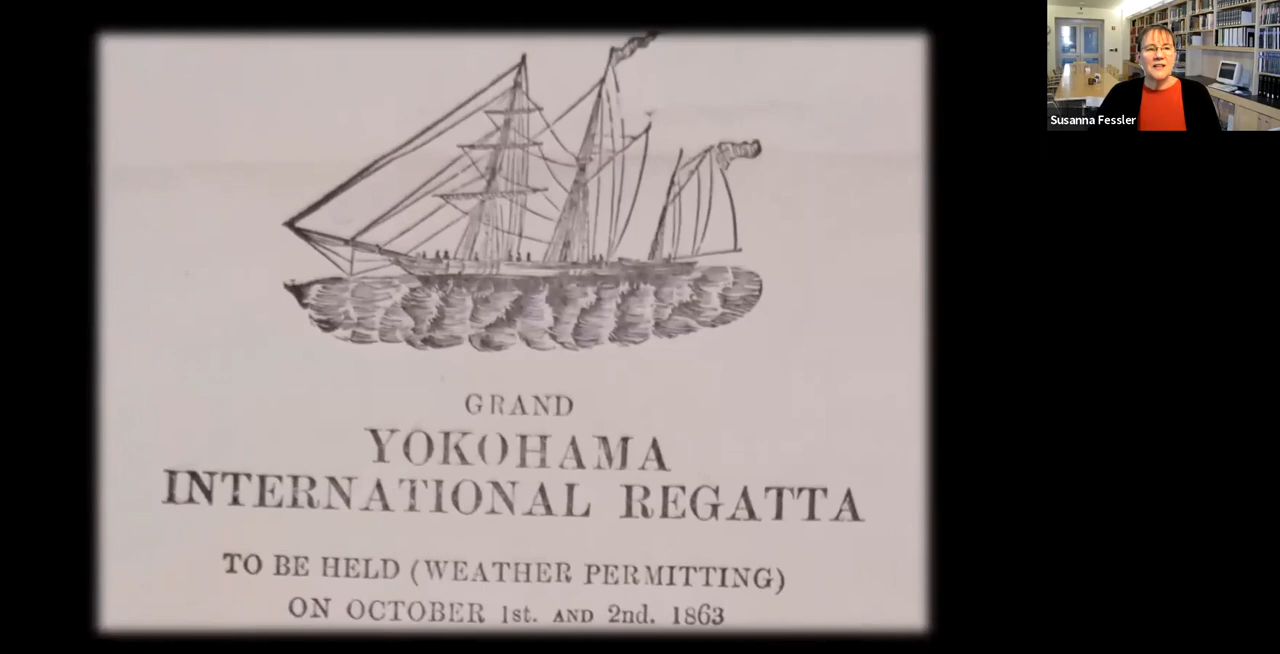 GRAND
YOKOHAMA
INTERNATIONAL REGATTA
TO BE HELD (WEATHER PERMITTING)
ON OCTOBER 1st. AND 2nd. 1863
Susanna Fessler